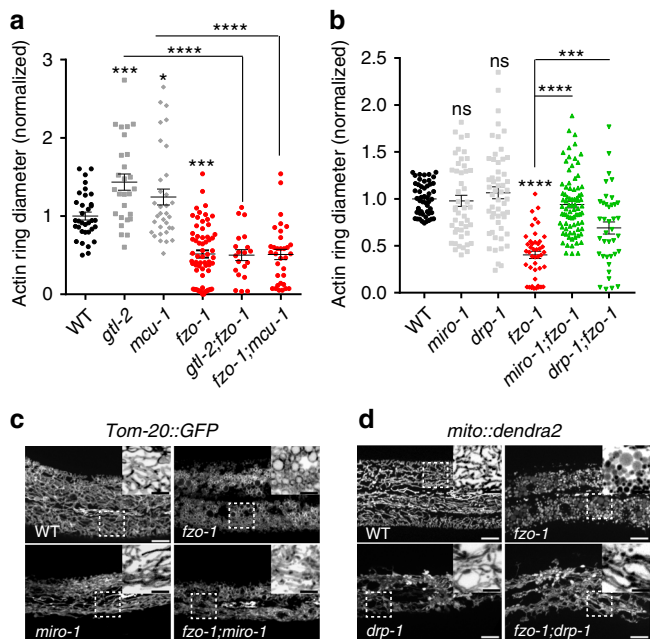 a
****
****
***
*
***
3
2
1
0
Actin ring diameter (normalized)
WT
gtl-2
mcu-1
fzo-1
gtl-2;fzo-1
fzo-1;mcu-1
b
***
****
ns
ns
****
2.5
2.0
1.5
1.0
0.5
0.0
Actin ring diameter (normalized)
WT
miro-1
drp-1
fzo-1
miro-1;fzo-1
drp-1;fzo-1
c
Tom-20::GFP
WT
fzo-1
miro-1
fzo-1;miro-1
d
mito::dendra2
WT
fzo-1
drp-1
fzo-1;drp-1